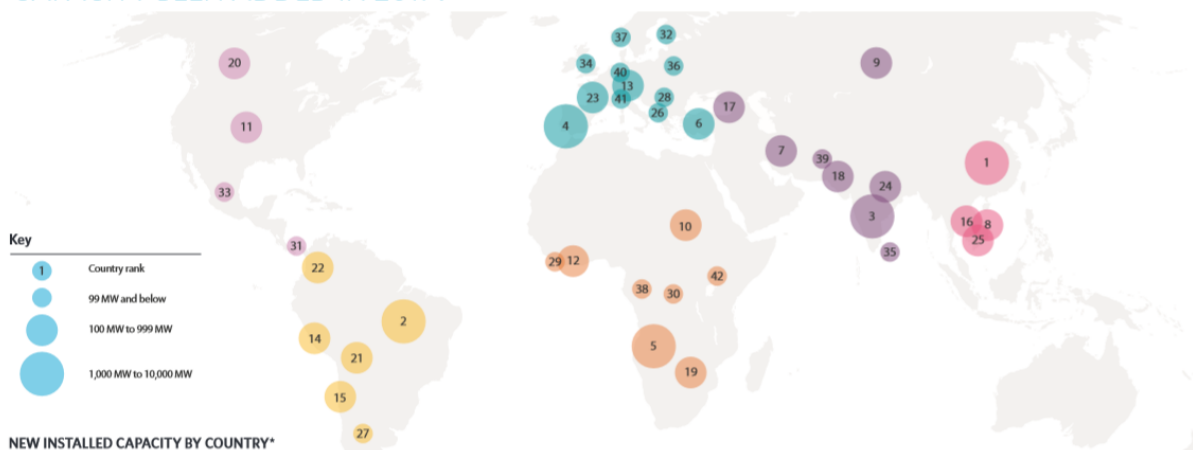 37 32
20 34 36 9
40
13
23 41 28 17
26
11 4 6
7 39 1
18 24
33
3 16 8
10 25
31 35
Key
22 29 12
1 Country rank
42
38 30
99 MW and below
2
100 MW to 999 MW
14 5
21
1,000 MW to 10,000 MW
19
15
27
NEW INSTALLED CAPACITY BY COUNTRY*